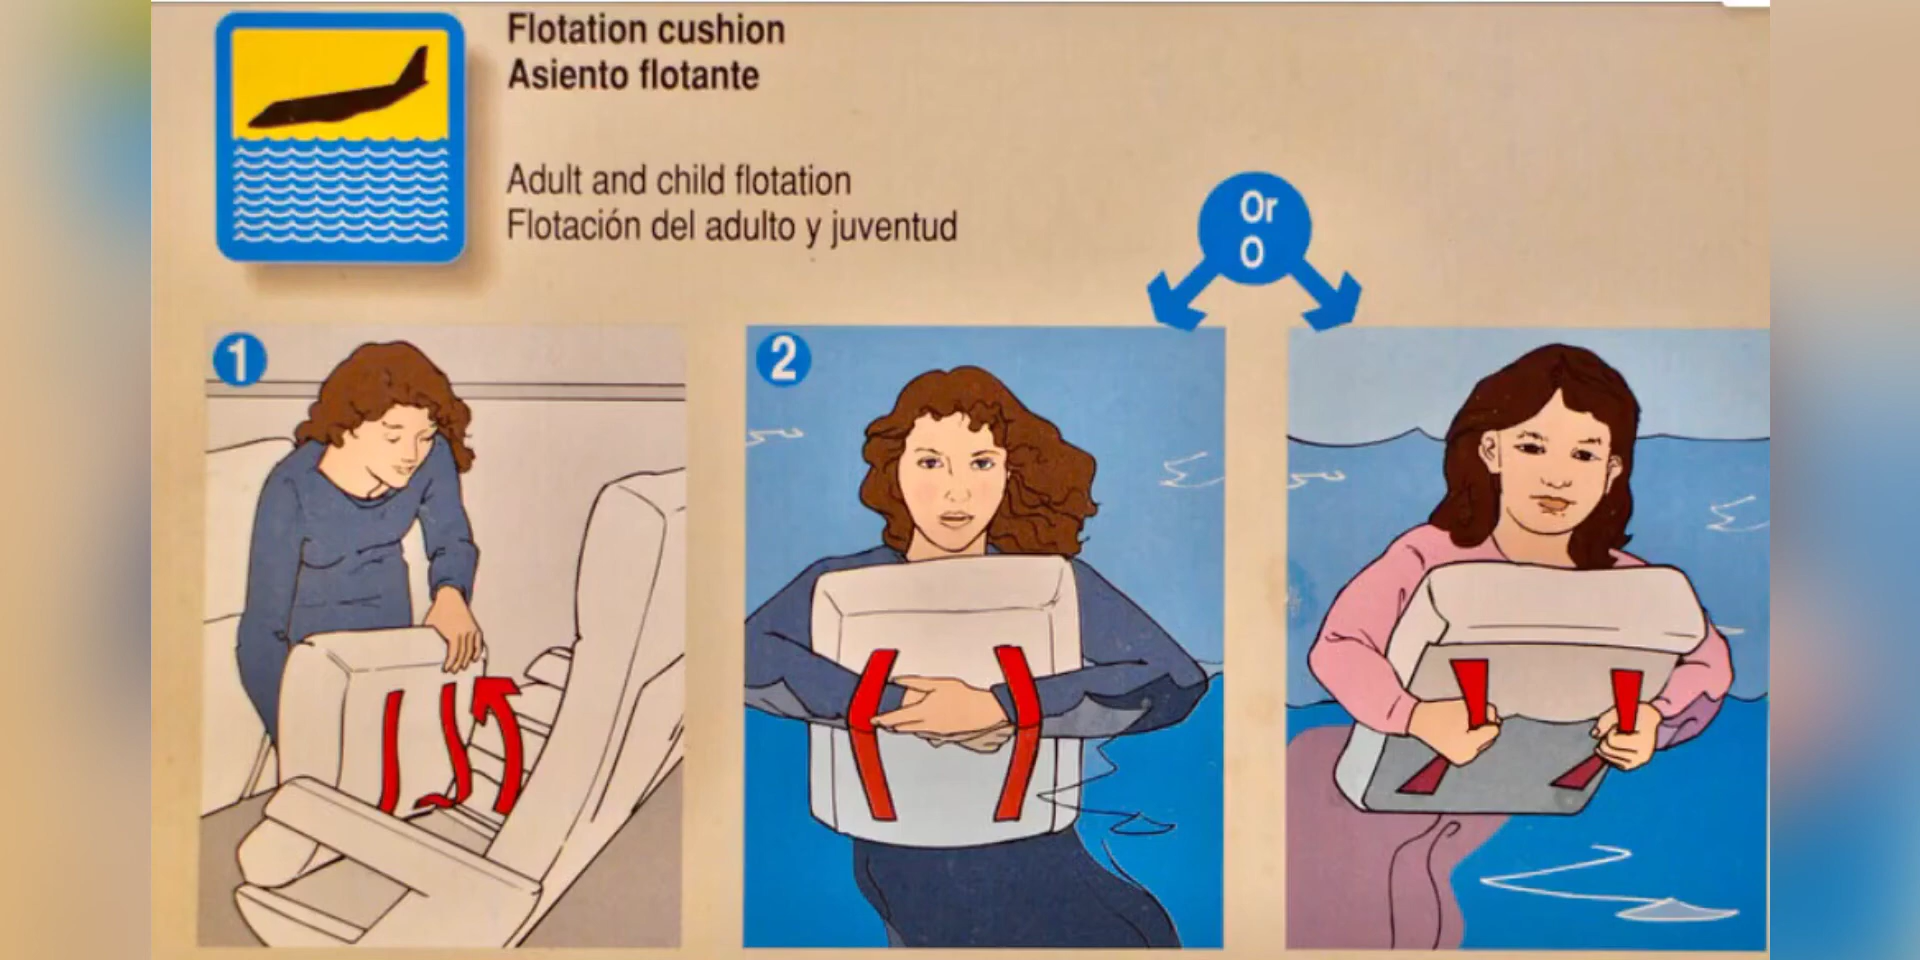 Flotation cushion
Asiento flotante
Adult and child flotation
Flotación del adulto y juventud
Or
O
1
2